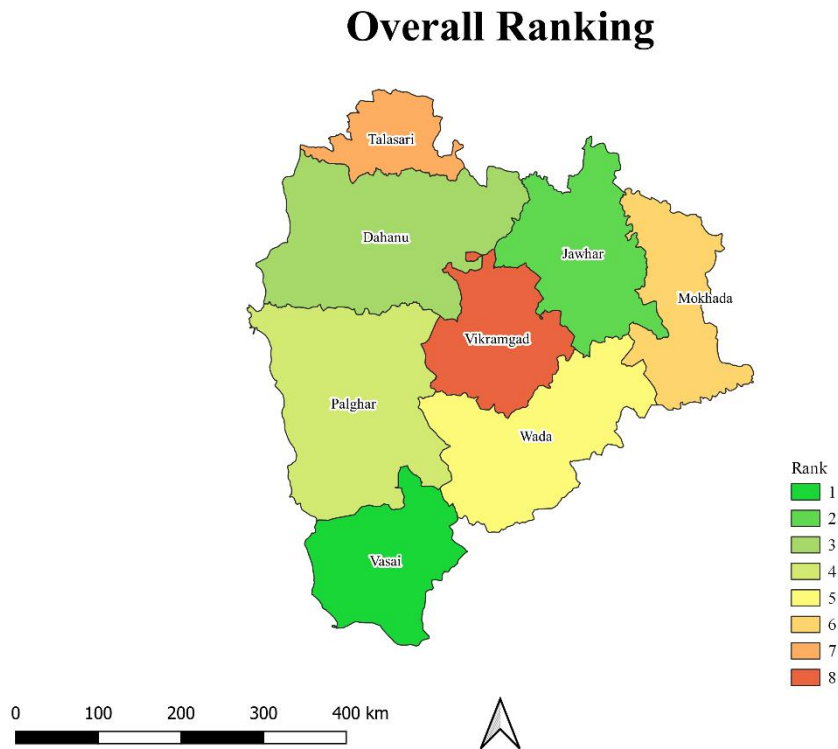 Overall Ranking
Talasari
Dahanu
Jawhar
Mokhada
Vikramgad
Palghar
Wada
Vasai
Rank
1
2
3
4
5
6
7
8
0 100 200 300 400 km